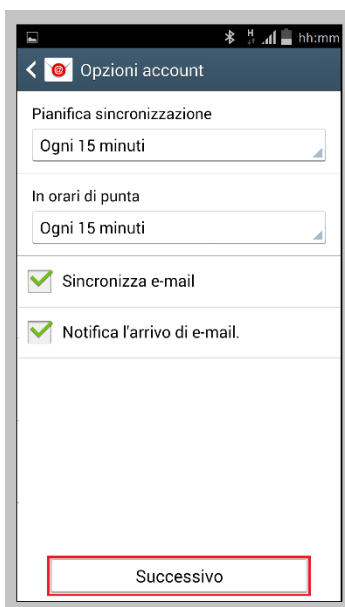 H hh:mm
Opzioni account
Pianifica sincronizzazione
Ogni 15 minuti
In orari di punta
Ogni 15 minuti
Sincronizza e-mail
Notifica l'arrivo di e-mail.
Successivo